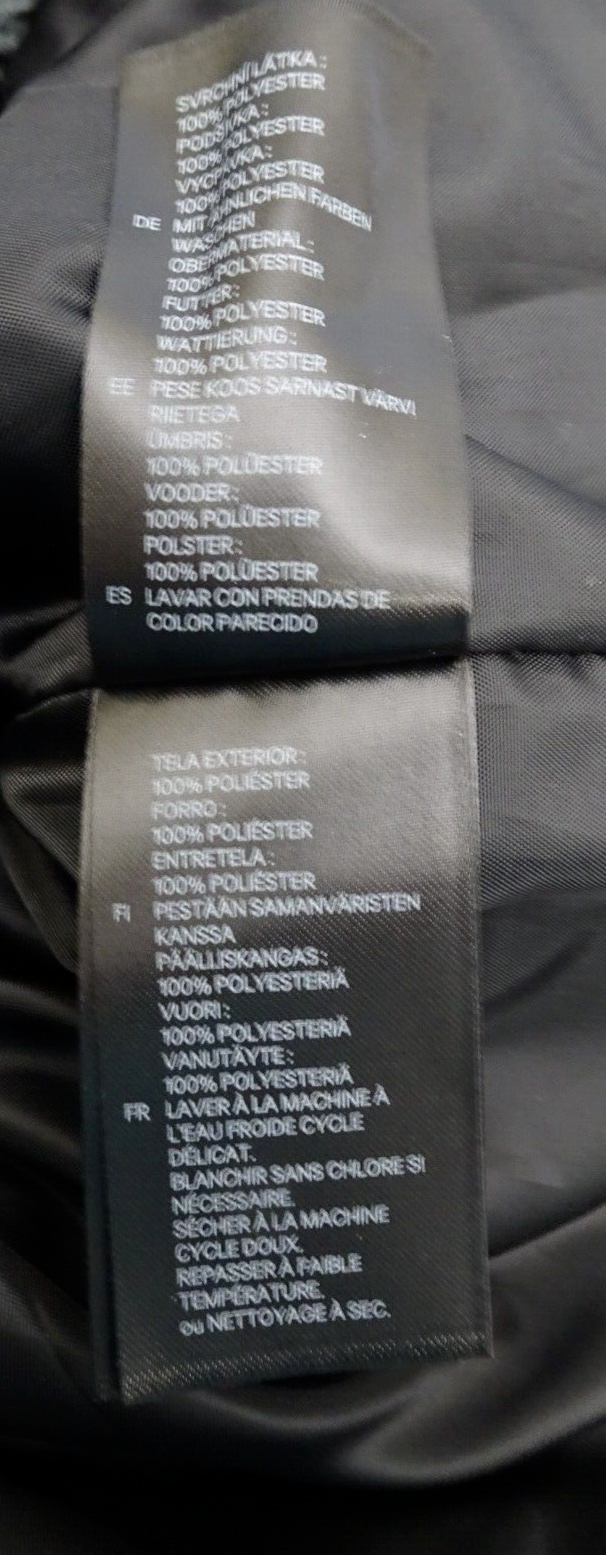 SVRCHNÍ LÁTKA:
100% POLYESTER
PODŠÍVKA:
100% POLYESTER
VYCPÁVKA:
100% POLYESTER
DE MIT ÄHNLICHEN FARBEN
WASCHEN
OBERMATERIAL:
100% POLYESTER
FUTTER:
100% POLYESTER
WATTIERUNG:
100% POLYESTER
EE PESE KOOS SARNAST VÄRVI
RIIETEGA
ÜMBRIS:
100% POLÜESTER
VOODER:
100% POLÜESTER
POLSTER:
100% POLÜESTER
ES LAVAR CON PRENDAS DE
COLOR PARECIDO
TELA EXTERIOR:
100% POLIÉSTER
FORRO:
100% POLIÉSTER
ENTRETELA:
100% POLIÉSTER
FI PESTÄÄN SAMANVÄRISTEN
KANSSA
PÄÄLLISKANGAS:
100% POLYESTERIÄ
VUORI:
100% POLYESTERIÄ
VANUTÄYTE:
100% POLYESTERIÄ
FR LAVER À LA MACHINE À
L'EAU FROIDE CYCLE
DÉLICAT.
BLANCHIR SANS CHLORE SI
NÉCESSAIRE.
SÉCHER À LA MACHINE
CYCLE DOUX.
REPASSER À FAIBLE
TEMPÉRATURE.
ou NETTOYAGE À SEC.